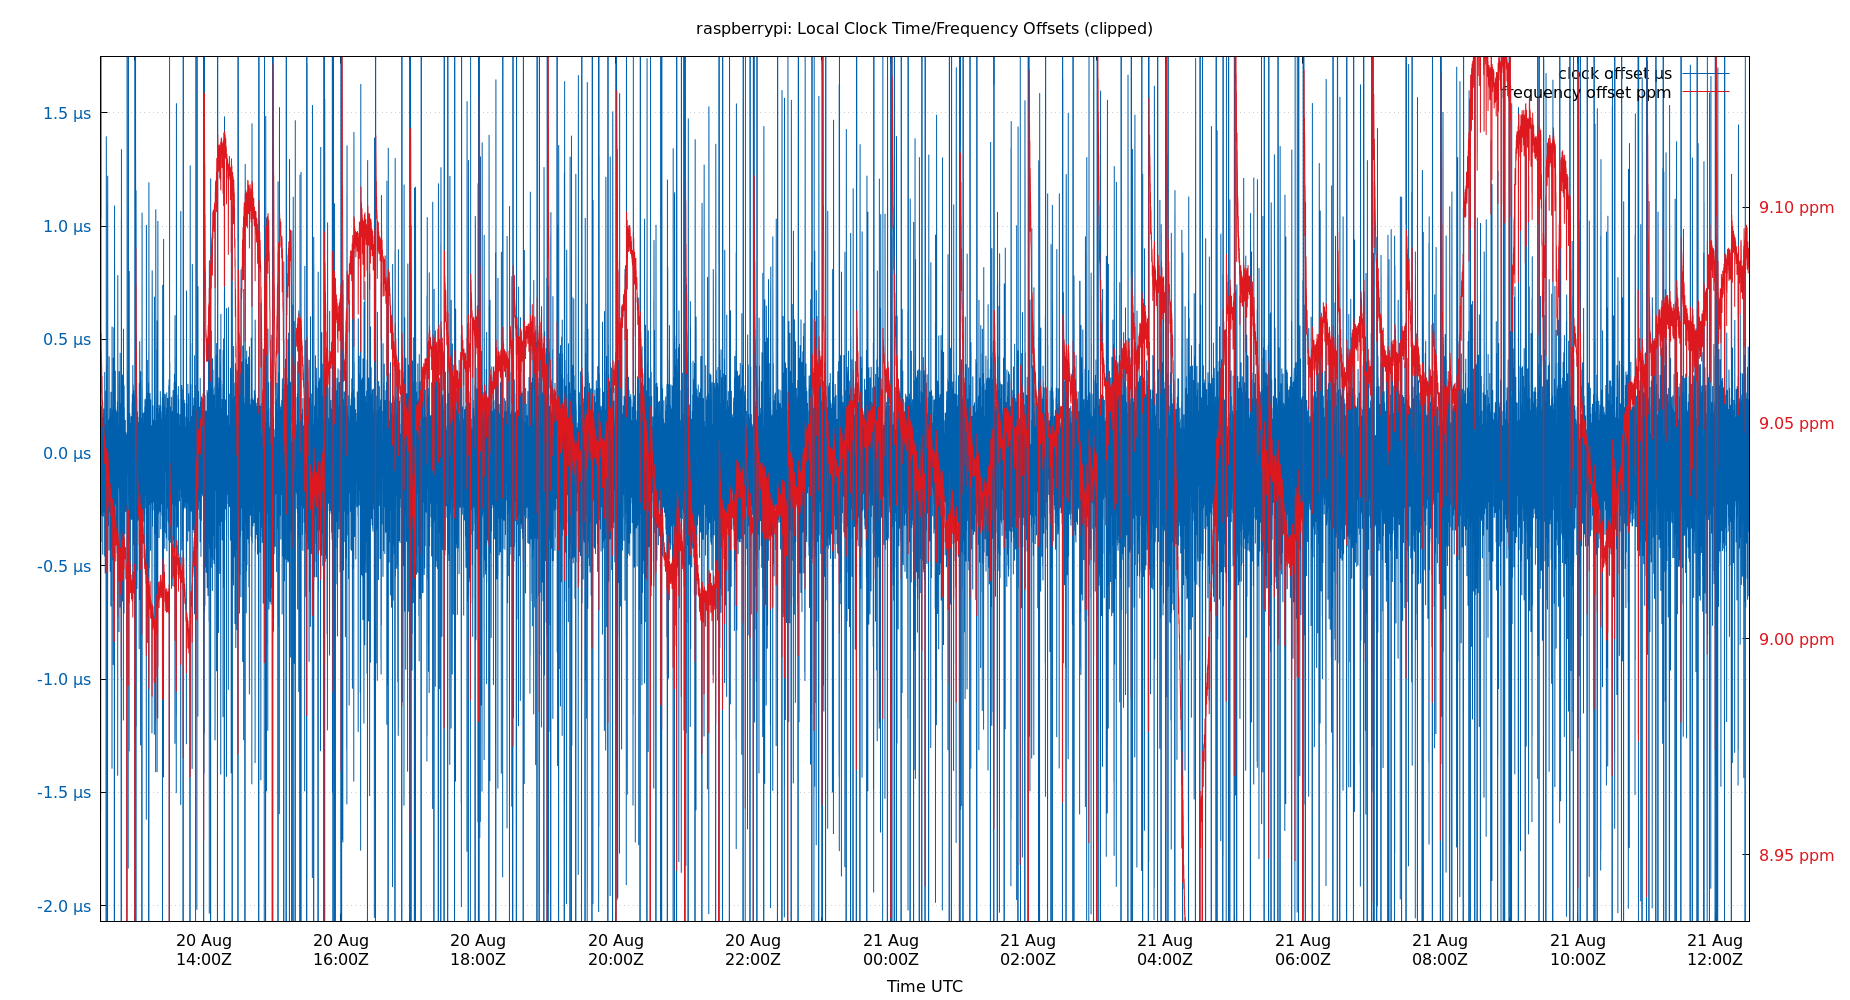 raspberrypi: Local Clock Time/Frequency Offsets (clipped)
clock offset µs
frequency offset ppm
1.5 µs
1.0 µs
0.5 µs
0.0 µs
-0.5 µs
-1.0 µs
-1.5 µs
-2.0 µs
9.10 ppm
9.05 ppm
9.00 ppm
8.95 ppm
20 Aug 20 Aug 20 Aug 20 Aug 20 Aug 21 Aug 21 Aug 21 Aug 21 Aug 21 Aug 21 Aug 21 Aug
14:00Z 16:00Z 18:00Z 20:00Z 22:00Z 00:00Z 02:00Z 04:00Z 06:00Z 08:00Z 10:00Z 12:00Z
Time UTC